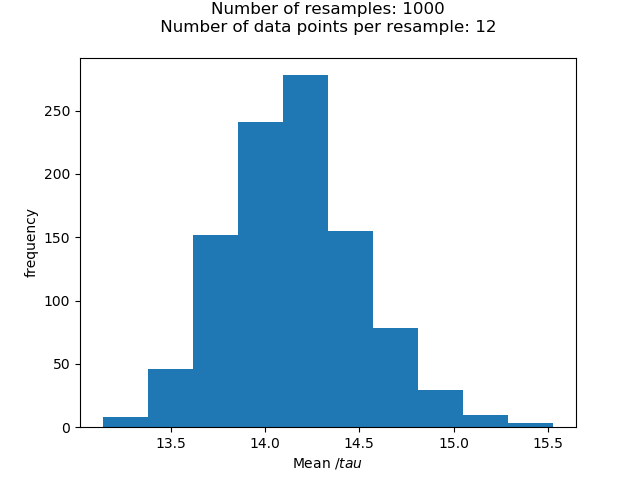 Number of resamples: 1000
Number of data points per resample: 12
250
200
150
100
50
0
frequency
13.5 14.0 14.5 15.0 15.5
Mean /tau